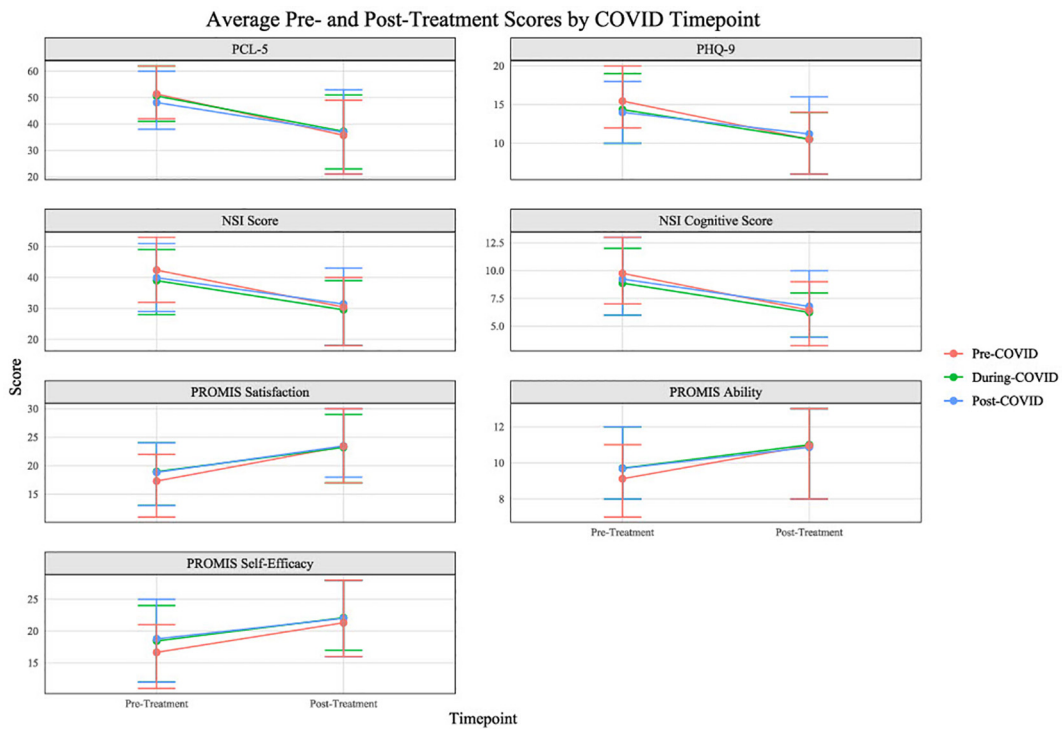 Average Pre- and Post-Treatment Scores by COVID Timepoint
PCL-5
60
50
40
30
20
PHQ-9
20
15
10
NSI Score
50
40
30
20
NSI Cognitive Score
12.5
10.0
7.5
5.0
Score
PROMIS Satisfaction
30
25
20
15
PROMIS Ability
12
10
8
Pre-Treatment
Post-Treatment
PROMIS Self-Efficacy
25
20
15
Pre-Treatment
Post-Treatment
Timepoint
Pre-COVID
During-COVID
Post-COVID